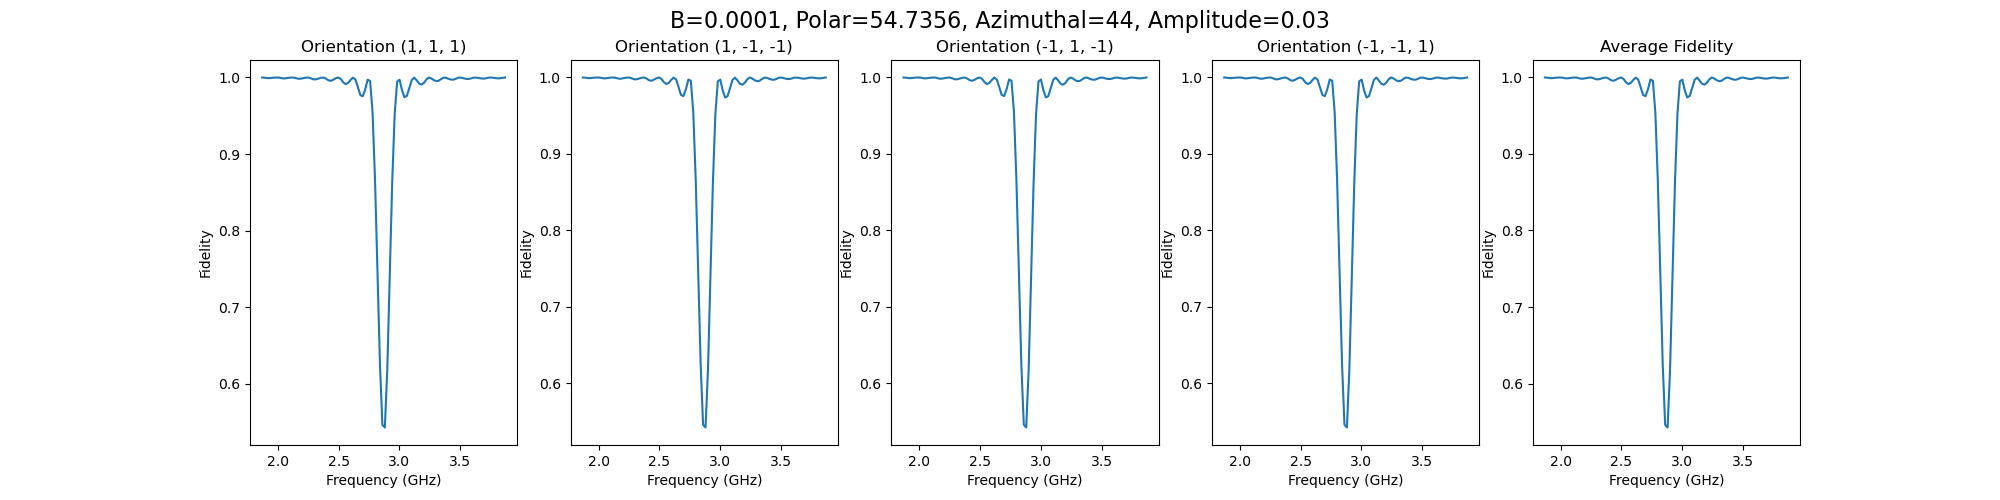 B=0.0001, Polar=54.7356, Azimuthal=44, Amplitude=0.03
Orientation (1, 1, 1)
1.0
0.9
0.8
0.7
0.6
Fidelity
2.0 2.5 3.0 3.5
Frequency (GHz)
Orientation (1, -1, -1)
1.0
0.9
0.8
0.7
0.6
Fidelity
2.0 2.5 3.0 3.5
Frequency (GHz)
Orientation (-1, 1, -1)
1.0
0.9
0.8
0.7
0.6
Fidelity
2.0 2.5 3.0 3.5
Frequency (GHz)
Orientation (-1, -1, 1)
1.0
0.9
0.8
0.7
0.6
Fidelity
2.0 2.5 3.0 3.5
Frequency (GHz)
Average Fidelity
1.0
0.9
0.8
0.7
0.6
Fidelity
2.0 2.5 3.0 3.5
Frequency (GHz)